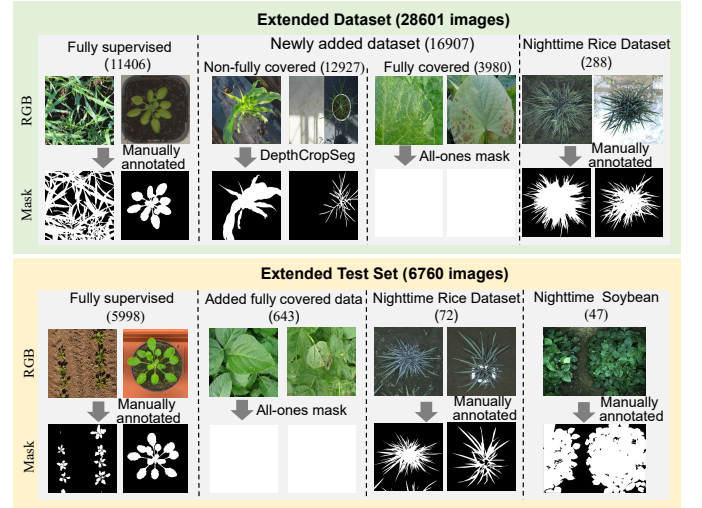 Extended Dataset (28601 images)
Fully supervised
(11406)
Newly added dataset (16907)
Non-fully covered (12927)
Fully covered (3980)
Nighttime Rice Dataset
(288)
RGB
Manually
annotated
DepthCropSeg
All-ones mask
Manually
annotated
Mask
Extended Test Set (6760 images)
Fully supervised
(5998)
Added fully covered data
(643)
Nighttime Rice Dataset
(72)
Nighttime Soybean
(47)
RGB
Manually
annotated
All-ones mask
Manually
annotated
Manually
annotated
Mask